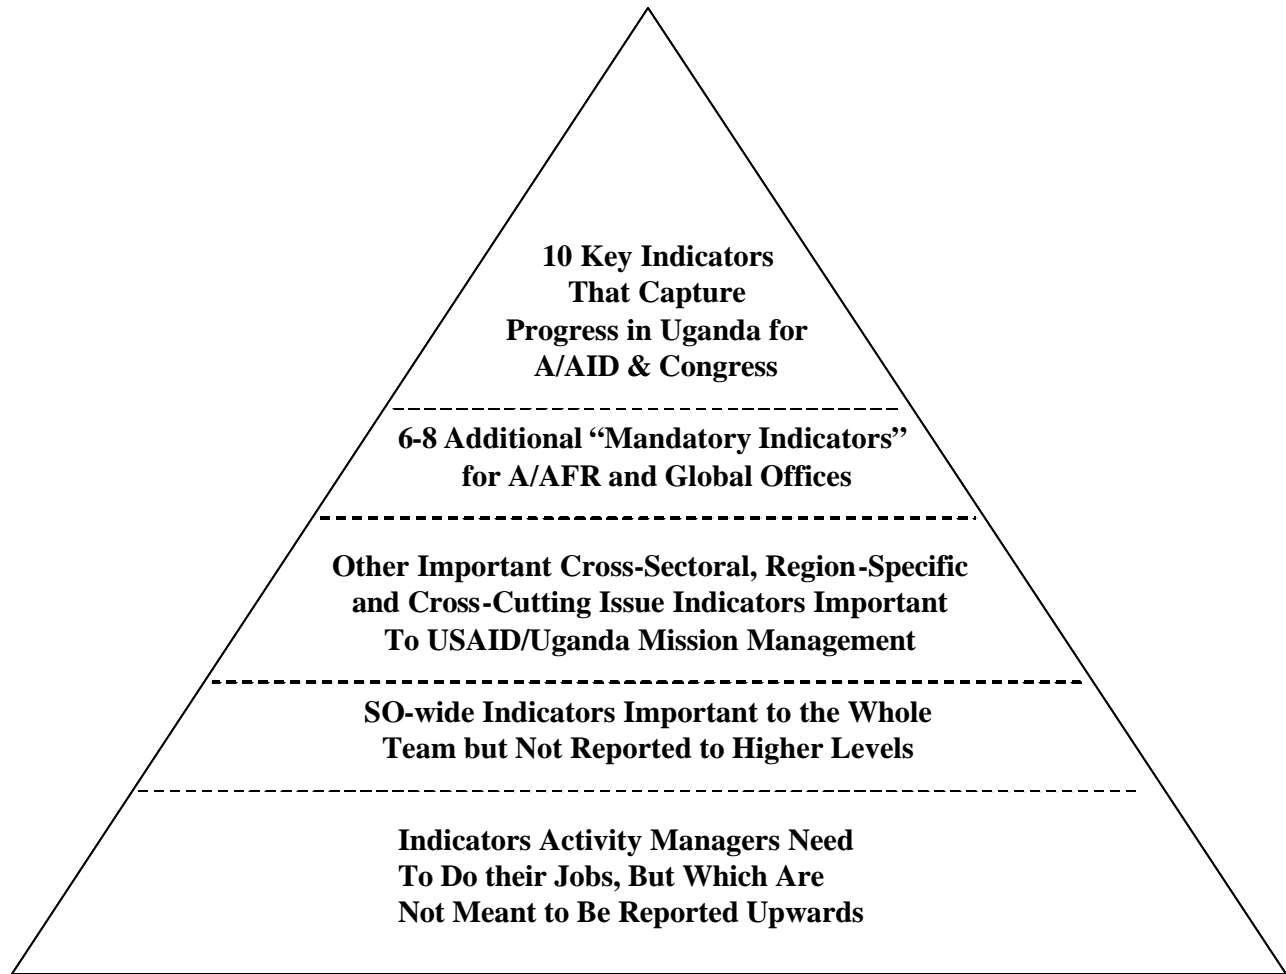 10 Key Indicators
That Capture
Progress in Uganda for
A/AID & Congress
6-8 Additional “Mandatory Indicators”
for A/AFR and Global Offices
Other Important Cross-Sectoral, Region-Specific
and Cross-Cutting Issue Indicators Important
To USAID/Uganda Mission Management
SO-wide Indicators Important to the Whole
Team but Not Reported to Higher Levels
Indicators Activity Managers Need
To Do their Jobs, But Which Are
Not Meant to Be Reported Upwards